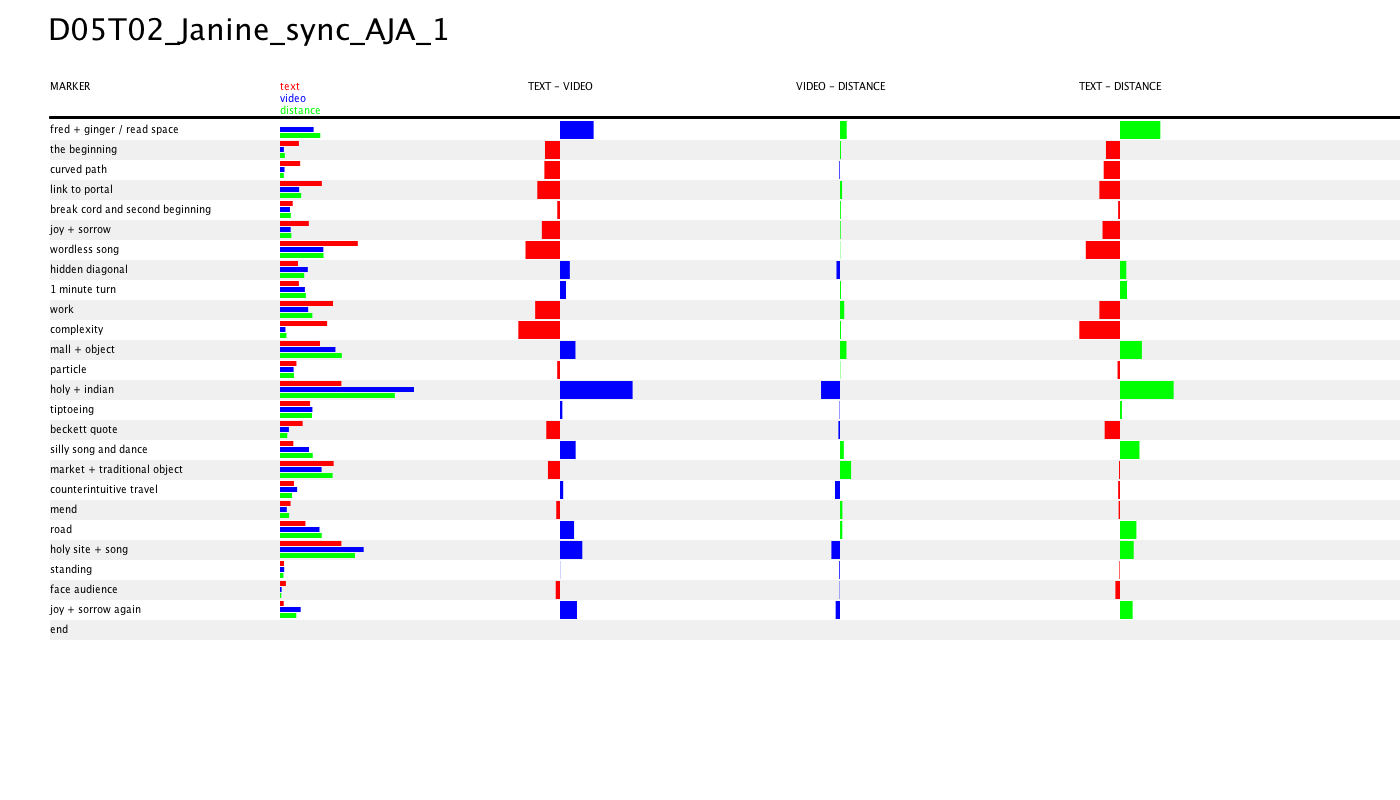 D05T02_Janine_sync_AJA_1
MARKER
text
video
distance
TEXT – VIDEO
VIDEO – DISTANCE
TEXT – DISTANCE
fred + ginger / read space
the beginning
curved path
link to portal
break cord and second beginning
joy + sorrow
wordless song
hidden diagonal
1 minute turn
work
complexity
mall + object
particle
holy + indian
tiptoeing
beckett quote
silly song and dance
market + traditional object
counterintuitive travel
mend
road
holy site + song
standing
face audience
joy + sorrow again
end